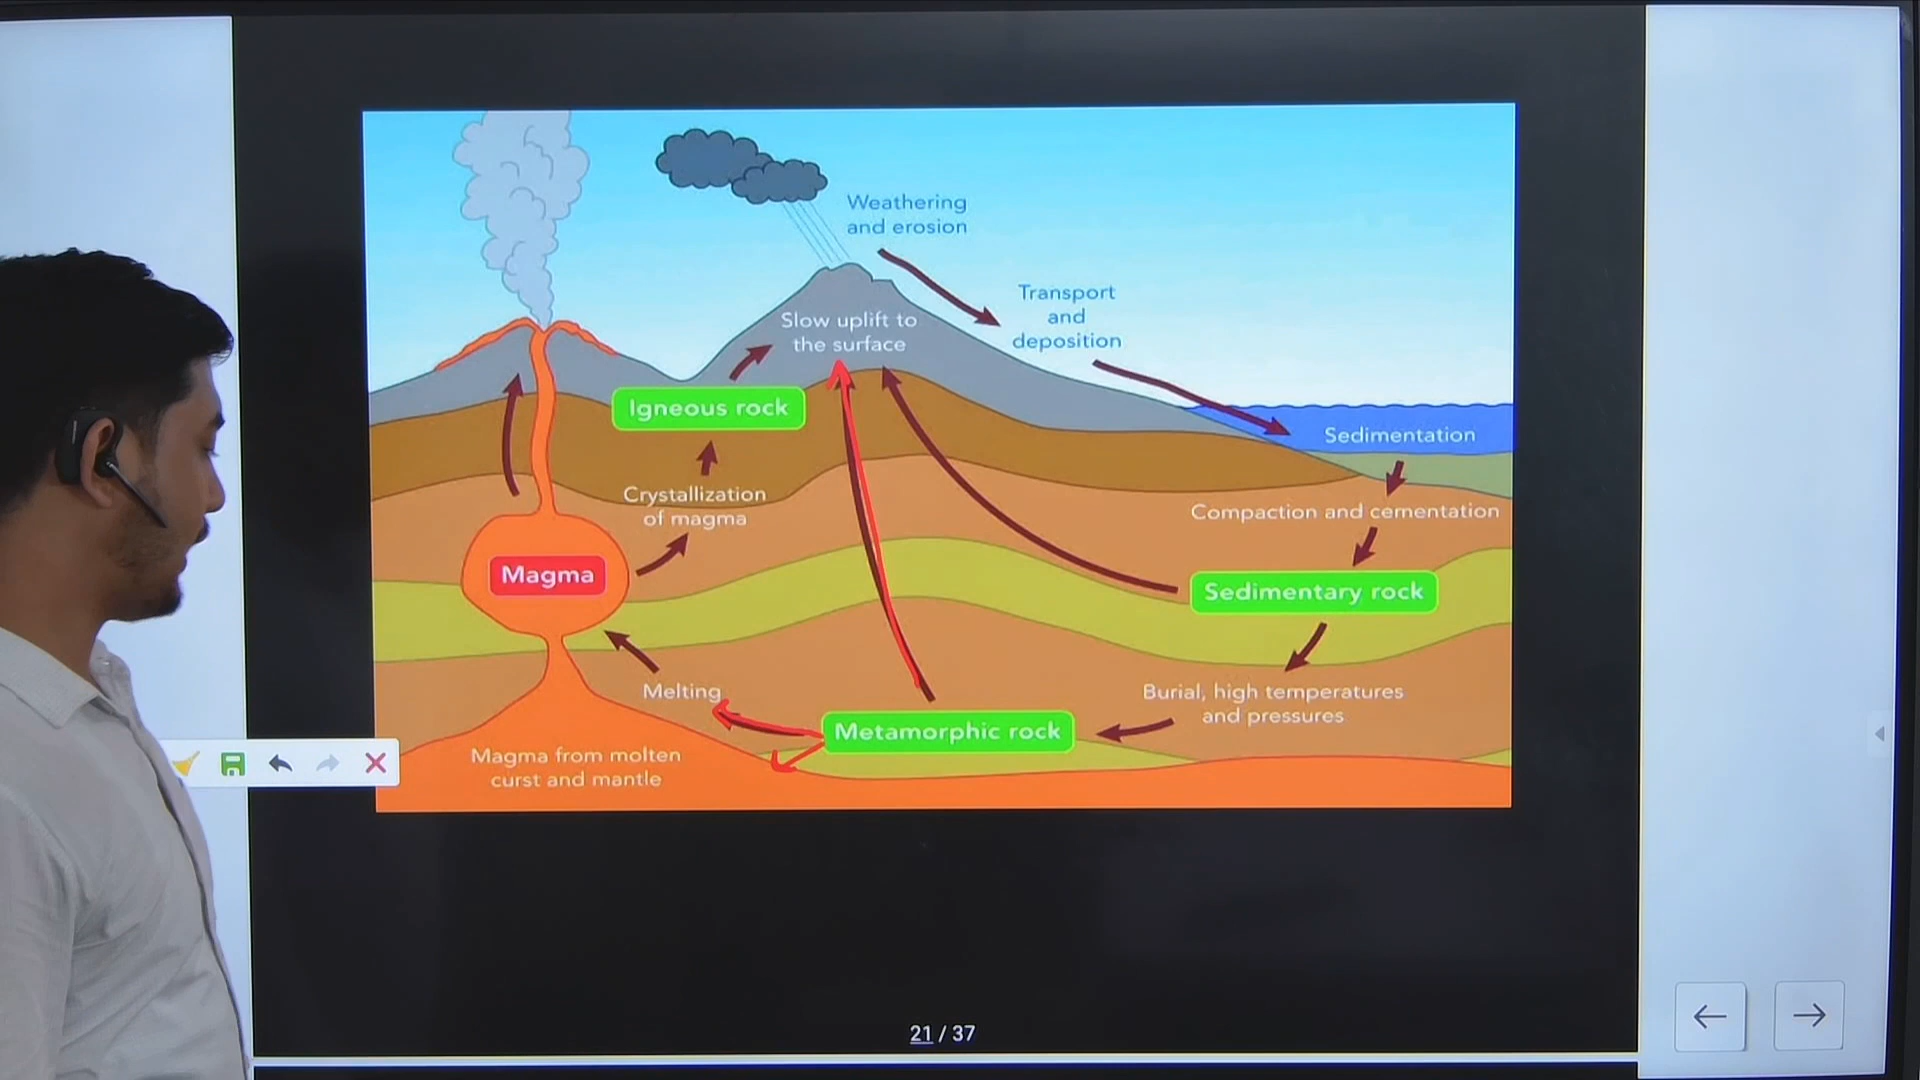 Weathering
and erosion
Transport
and
deposition
Slow uplift to
the surface
Igneous rock
Sedimentation
Crystallization
of magma
Compaction and cementation
Magma
Sedimentary rock
Melting
Burial, high temperatures
and pressures
Metamorphic rock
Magma from molten
curst and mantle
21 / 37